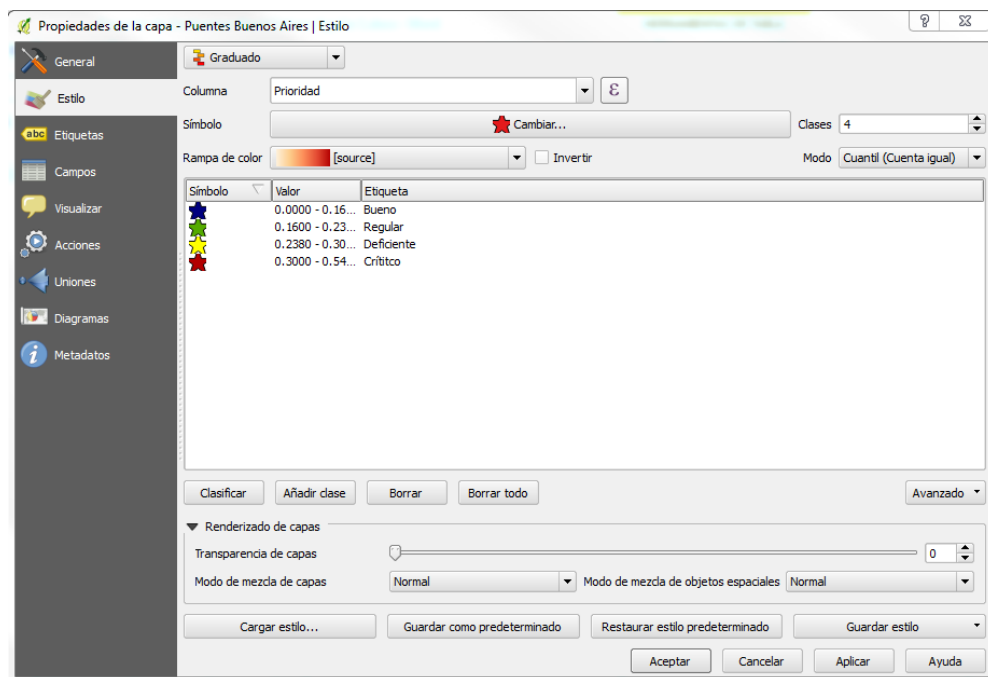 Propiedades de la capa - Puentes Buenos Aires | Estilo
General
Estilo
abc Etiquetas
Campos
Visualizar
Acciones
Uniones
Diagramas
Metadatos
Graduado
Columna Prioridad ε
Símbolo Cambiar... Clases 4
Rampa de color [source] Invertir Modo Cuantil (Cuenta igual)
Símbolo Valor Etiqueta
0.0000 - 0.16... Bueno
0.1600 - 0.23... Regular
0.2380 - 0.30... Deficiente
0.3000 - 0.54... Crítitco
Clasificar Añadir clase Borrar Borrar todo Avanzado
Renderizado de capas
Transparencia de capas 0
Modo de mezcla de capas Normal Modo de mezcla de objetos espaciales Normal
Cargar estilo... Guardar como predeterminado Restaurar estilo predeterminado Guardar estilo
Aceptar Cancelar Aplicar Ayuda